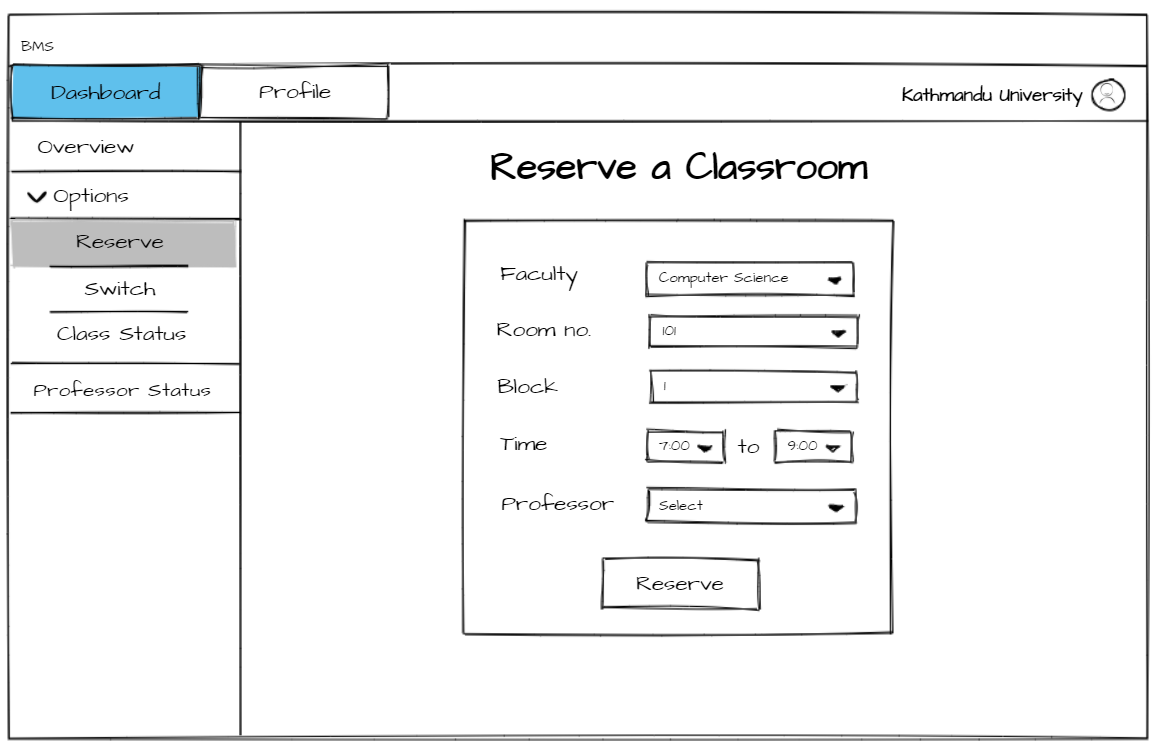 BMS
Dashboard
Profile
Kathmandu University
Overview
Options
Reserve
Switch
Class Status
Professor Status
Reserve a Classroom
Faculty
Computer Science
Room no.
101
Block
1
Time
7:00
to
9:00
Professor
Select
Reserve